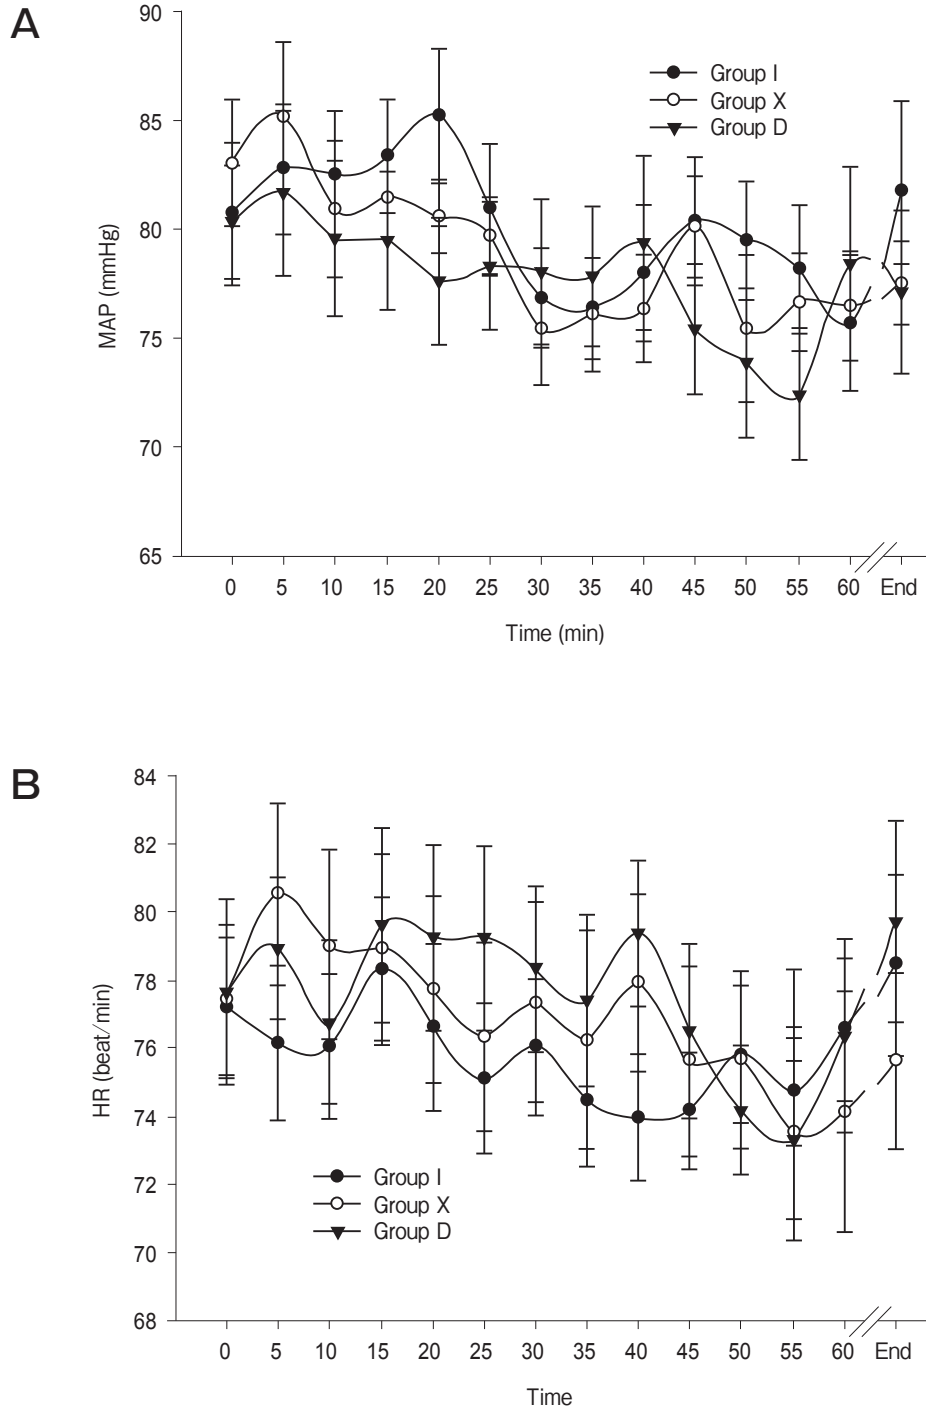 A
90
85
80
75
70
65
MAP (mmHg)
Group I
Group X
Group D
0 5 10 15 20 25 30 35 40 45 50 55 60 End
Time (min)
B
84
82
80
78
76
74
72
70
68
HR (beat/min)
Group I
Group X
Group D
0 5 10 15 20 25 30 35 40 45 50 55 60 End
Time